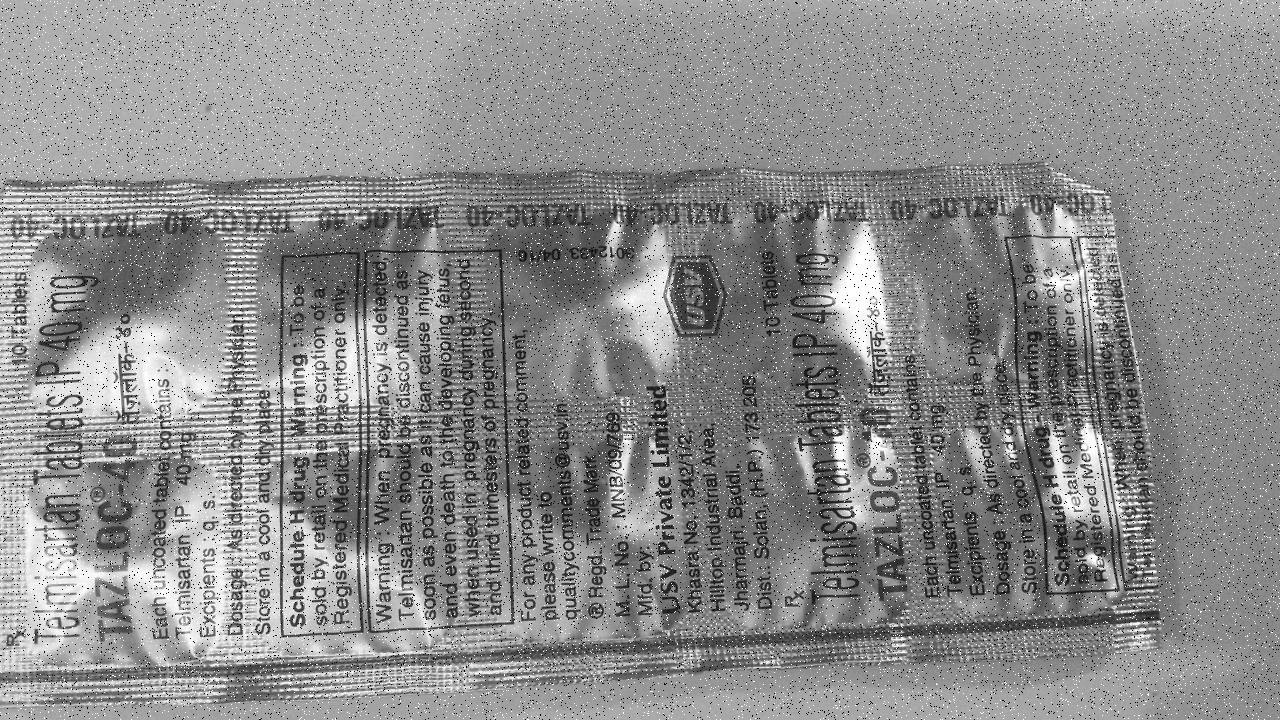 10 Tablets
Rx
Telmisartan Tablets IP 40 mg
TAZLOC®-40 टॅज़लॉक-४०
Each uncoated tablet contains :
Telmisartan IP 40 mg
Excipients q. s.
Dosage : As directed by the Physician
Store in a cool and dry place
Schedule H drug - Warning : To be
sold by retail on the prescription of a
Registered Medical Practitioner only.
Warning : When pregnancy is detected,
Telmisartan should be discontinued as
soon as possible as it can cause injury
and even death to the developing fetus,
when used in pregnancy during second
and third trimesters of pregnancy
For any product related comment,
please write to
qualitycomments@usv.in
® Regd. Trade Mark
M. L. No MNB/09/769
Mfd. by:
USV Private Limited
Khasra No. 1342/1/2,
Hilltop Industrial Area,
Jharmajri, Baddi,
Dist. Solan, (H.P.) 173 205
USV
10 Tablets
Rx
Telmisartan Tablets IP 40 mg
TAZLOC®-40 टॅज़लॉक-४०
Each uncoated tablet contains
Telmisartan IP 40 mg
Excipients q. s.
Dosage : As directed by the Physician
Store in a cool and dry place
Schedule H drug - Warning : To be
sold by retail on the prescription of a
Registered Medical Practitioner only.
Warning : When pregnancy is detected,
Telmisartan should be discontinued as
TAZLOC-40 TAZLOC-40 TAZLOC-40 TAZLOC-40 TAZLOC-40 TAZLOC-40 TAZLOC-40 LOC-40
04/16